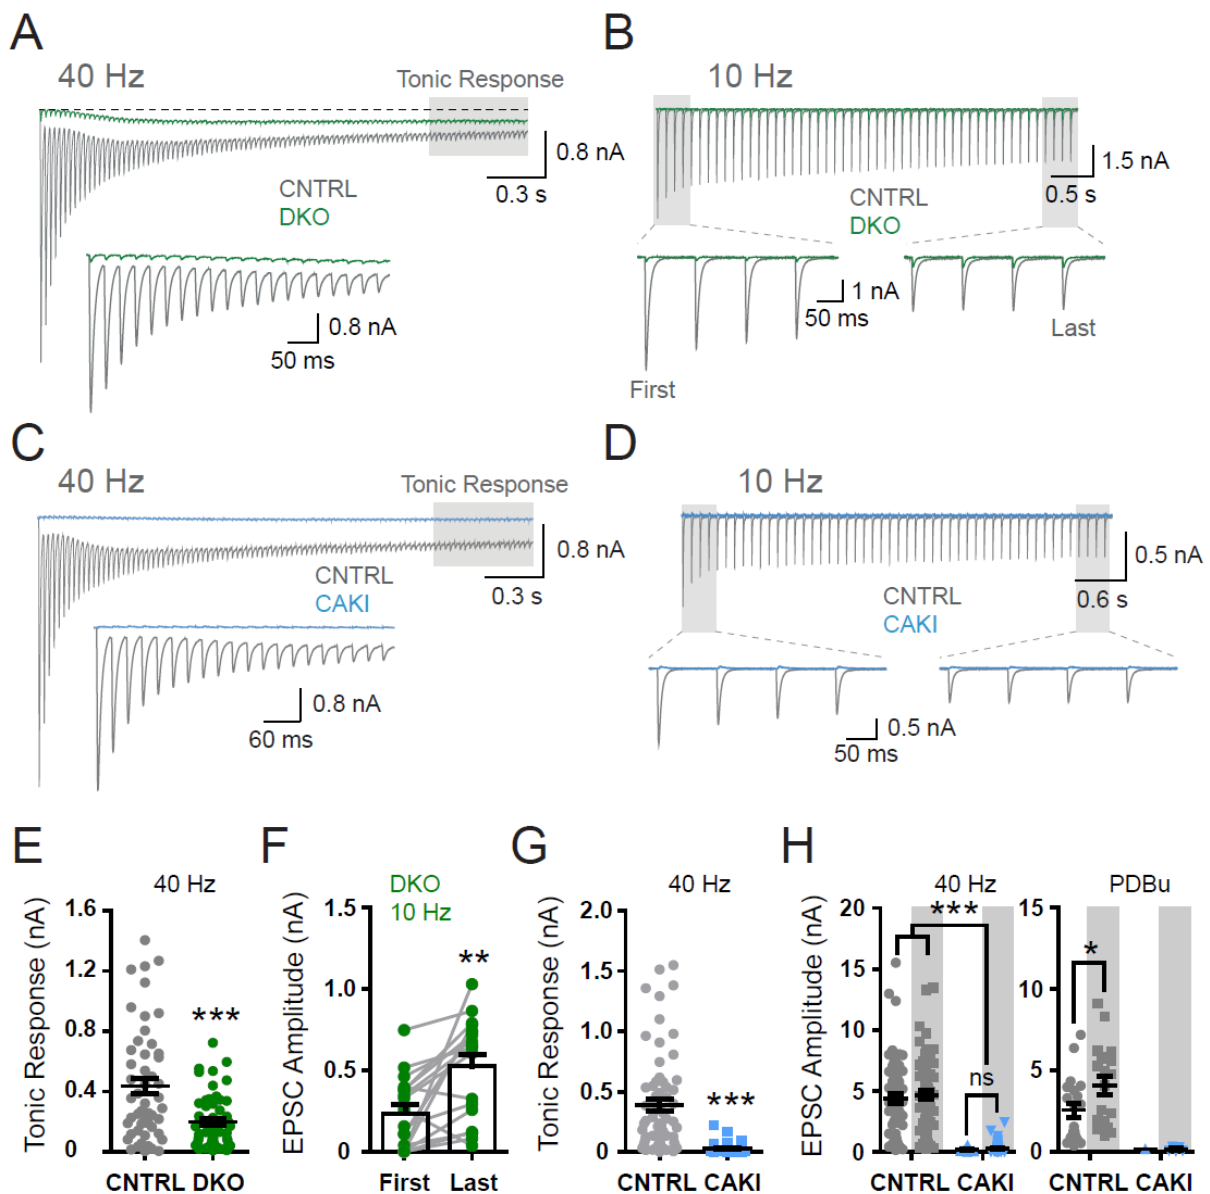 A
40 Hz
Tonic Response
0.8 nA
0.3 s
CNTRL
DKO
0.8 nA
50 ms
B
10 Hz
1.5 nA
0.5 s
CNTRL
DKO
1 nA
50 ms
First
Last
C
40 Hz
Tonic Response
0.8 nA
0.3 s
CNTRL
CAKI
0.8 nA
60 ms
D
10 Hz
0.5 nA
0.6 s
CNTRL
CAKI
0.5 nA
50 ms
E
40 Hz
Tonic Response (nA)
1.6
1.2
0.8
0.4
0
***
CNTRL DKO
F
DKO
10 Hz
EPSC Amplitude (nA)
1.5
1.0
0.5
0
**
First Last
G
40 Hz
Tonic Response (nA)
2.0
1.5
1.0
0.5
0
***
CNTRL CAKI
H
40 Hz
EPSC Amplitude (nA)
20
15
10
5
0
***
ns
CNTRL CAKI
PDBu
15
10
5
0
*
CNTRL CAKI